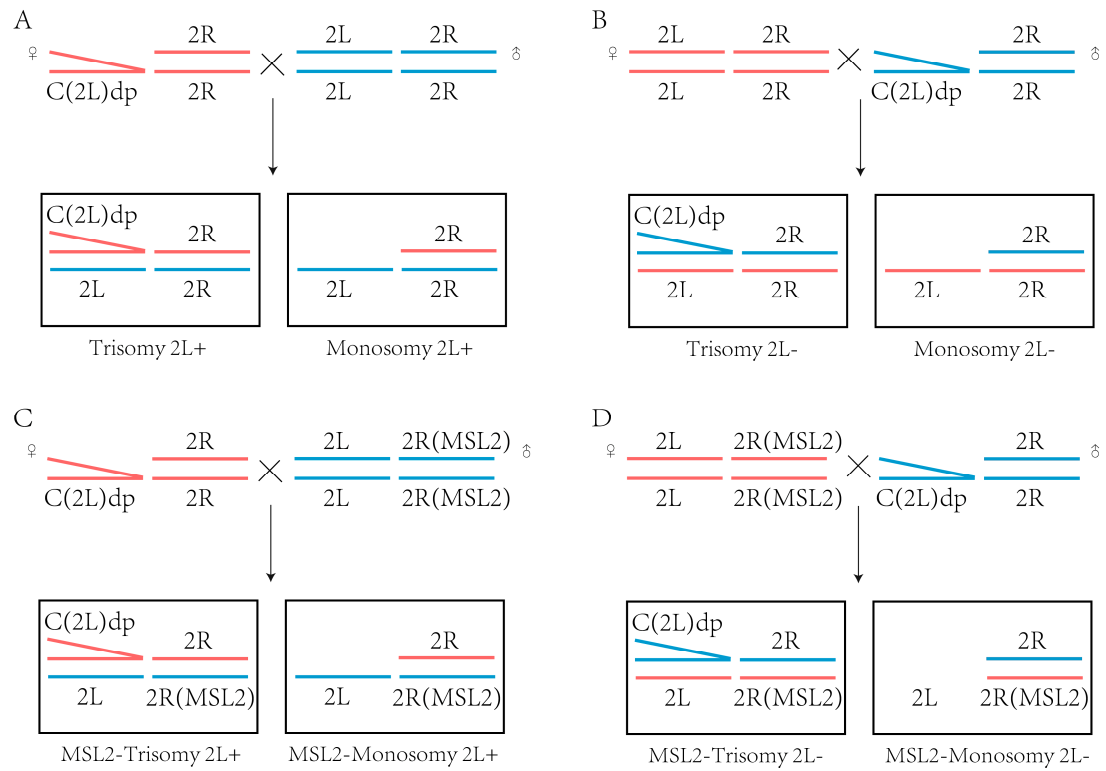 A
2R
2L
2R
♀
♂
C(2L)dp
2R
2L
2R
C(2L)dp
2R
2R
2L
2R
2L
2R
Trisomy 2L+
Monosomy 2L+
B
2L
2R
2R
♀
♂
2L
2R
C(2L)dp
2R
C(2L)dp
2R
2R
2L
2R
2L
2R
Trisomy 2L-
Monosomy 2L-
C
2R
2L
2R(MSL2)
♀
♂
C(2L)dp
2R
2L
2R(MSL2)
C(2L)dp
2R
2R
2L
2R(MSL2)
2L
2R(MSL2)
MSL2-Trisomy 2L+
MSL2-Monosomy 2L+
D
2L
2R(MSL2)
2R
♀
♂
2L
2R(MSL2)
C(2L)dp
2R
C(2L)dp
2R
2R
2L
2R(MSL2)
2L
2R(MSL2)
MSL2-Trisomy 2L-
MSL2-Monosomy 2L-